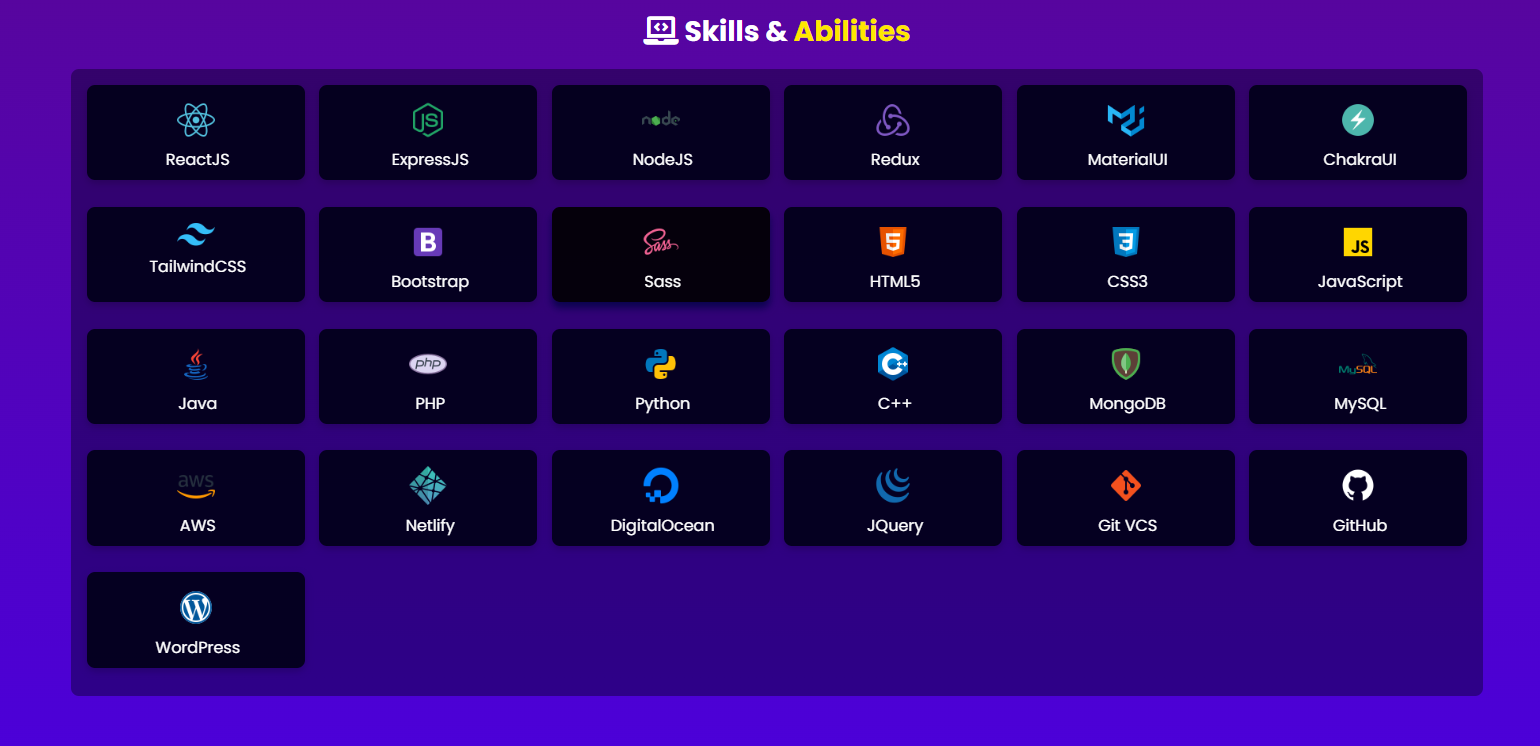 Skills & Abilities
JS
node
ReactJS
ExpressJS
NodeJS
Redux
MaterialUI
ChakraUI
B
Sass
5
3
JS
TailwindCSS
Bootstrap
Sass
HTML5
CSS3
JavaScript
php
C++
MySQL
Java
PHP
Python
C++
MongoDB
MySQL
aws
AWS
Netlify
DigitalOcean
JQuery
Git VCS
GitHub
W
WordPress